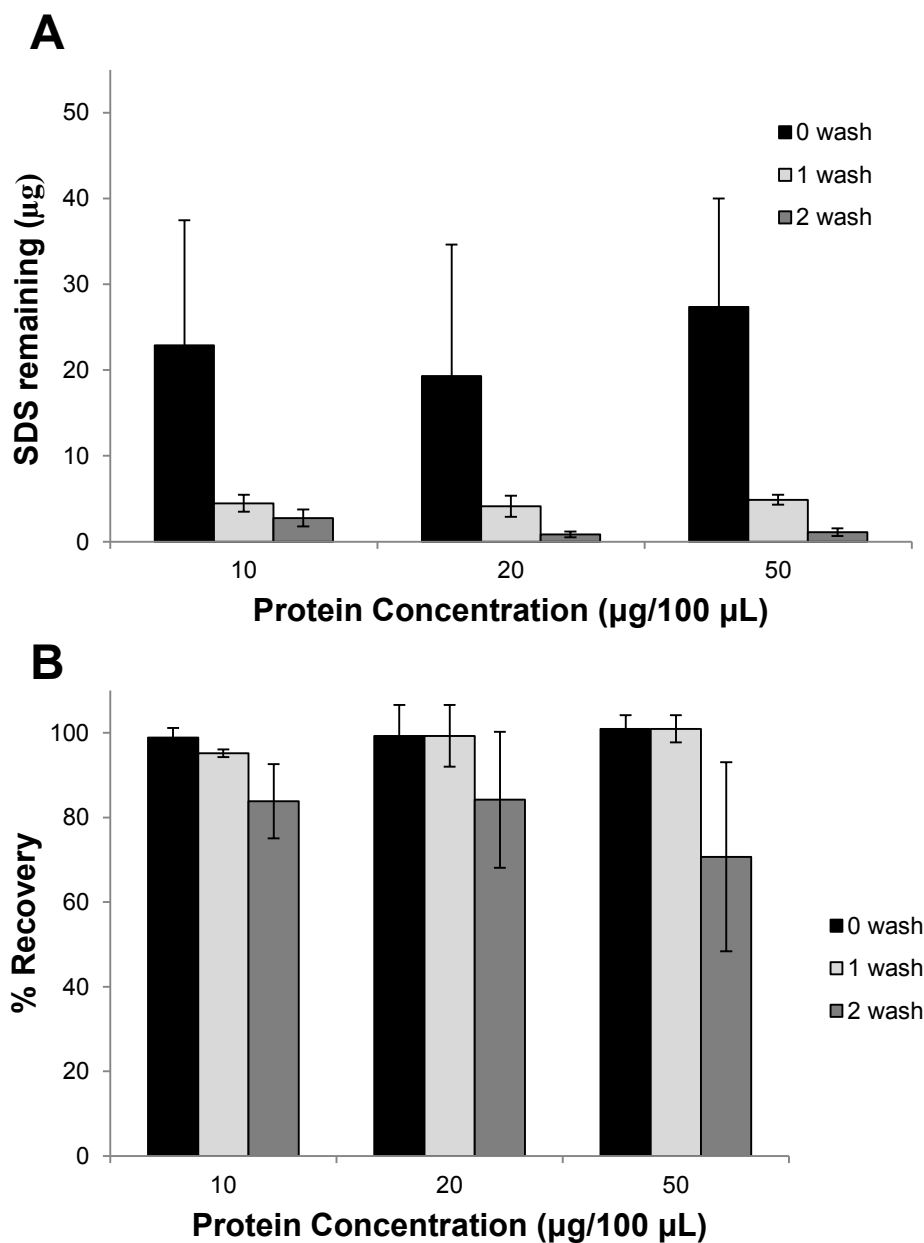 A
SDS remaining (µg)
50
40
30
20
10
0
0 wash
1 wash
2 wash
10 20 50
Protein Concentration (µg/100 µL)
B
% Recovery
100
80
60
40
20
0
0 wash
1 wash
2 wash
10 20 50
Protein Concentration (µg/100 µL)